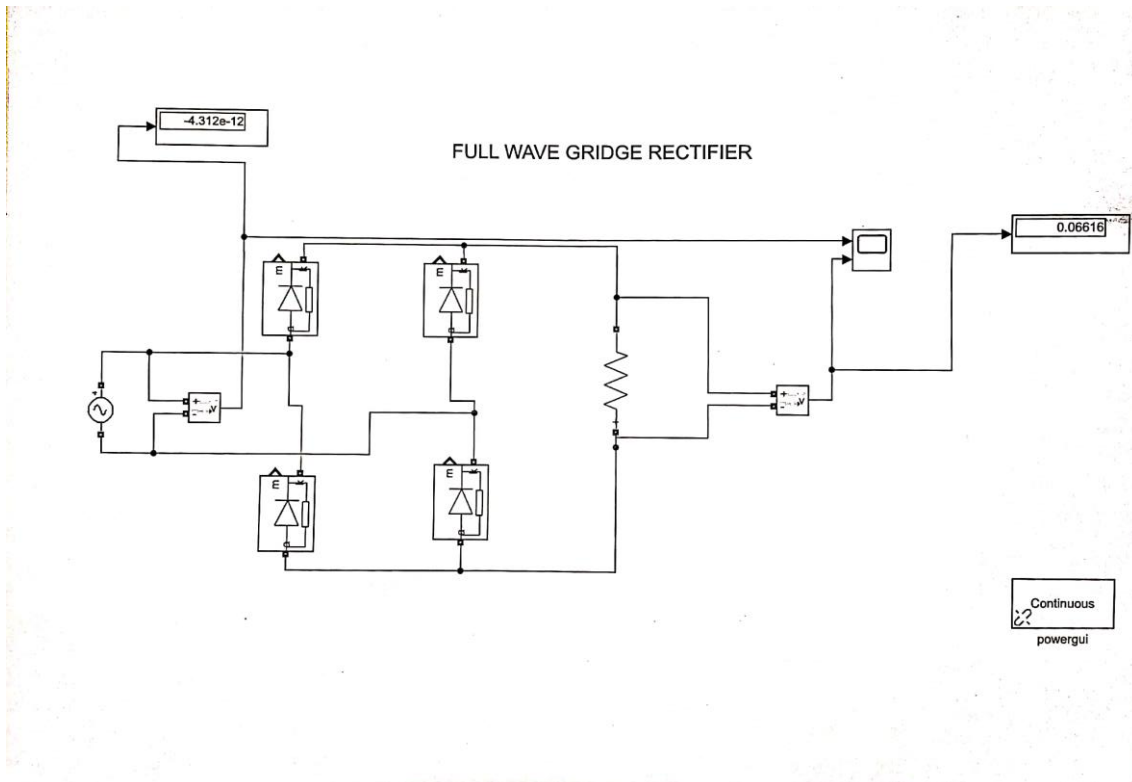 -4.312e-12
FULL WAVE GRIDGE RECTIFIER
0.06616
m
m
+
-
v
+
-
v
m
m
Continuous
powergui